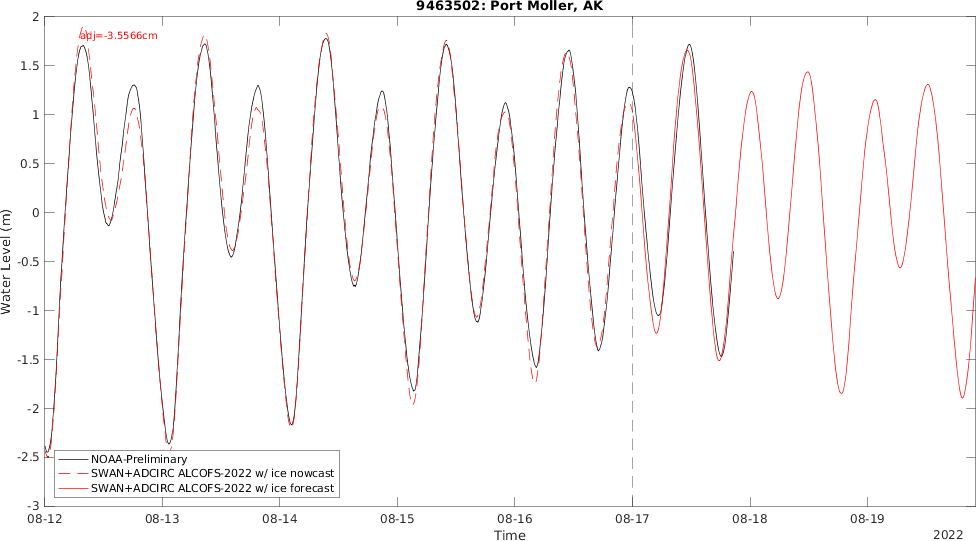 9463502: Port Moller, AK
adj=-3.5566cm
Water Level (m)
2
1.5
1
0.5
0
-0.5
-1
-1.5
-2
-2.5
-3
NOAA-Preliminary
SWAN+ADCIRC ALCOFS-2022 w/ ice nowcast
SWAN+ADCIRC ALCOFS-2022 w/ ice forecast
08-12 08-13 08-14 08-15 08-16 08-17 08-18 08-19
Time
2022